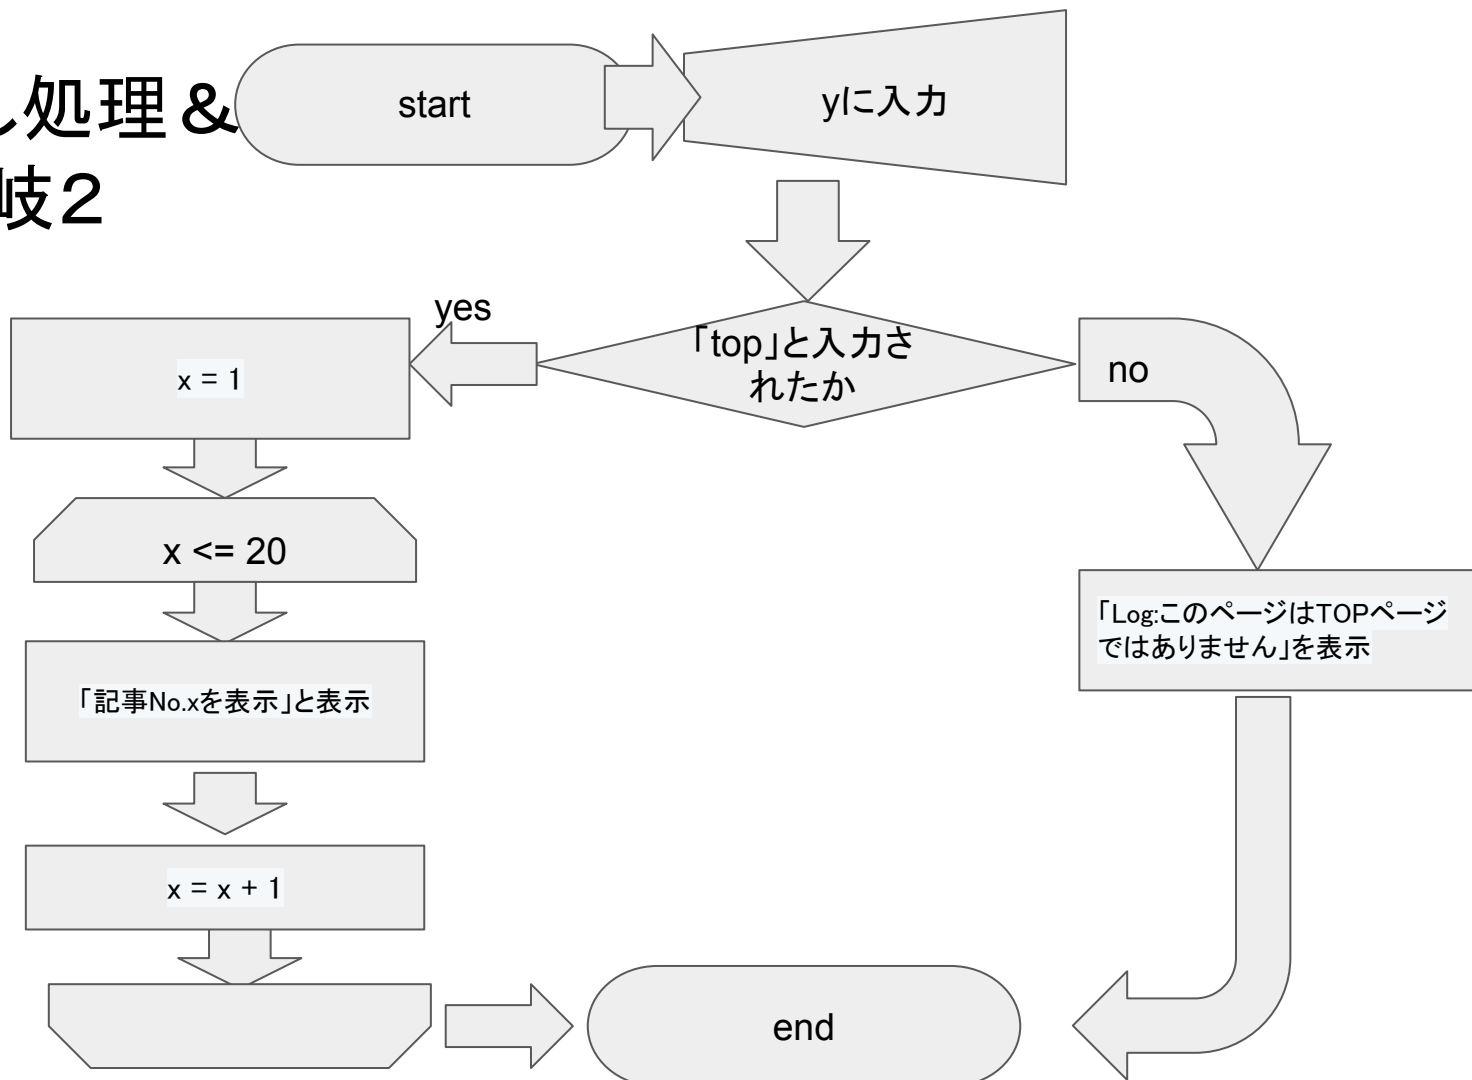 し処理＆
岐２
start
yに入力
yes
「top」と入力さ
れたか
no
x = 1
x <= 20
「Log:このページはTOPページ
ではありません」を表示
「記事No.xを表示」と表示
x = x + 1
end